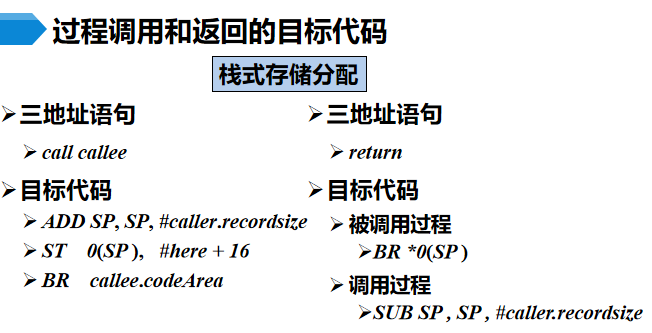 过程调用和返回的目标代码
栈式存储分配
三地址语句
call callee
目标代码
ADD SP, SP, #caller.recordsize
ST 0(SP ), #here + 16
BR callee.codeArea
三地址语句
return
目标代码
被调用过程
BR *0(SP )
调用过程
SUB SP , SP , #caller.recordsize